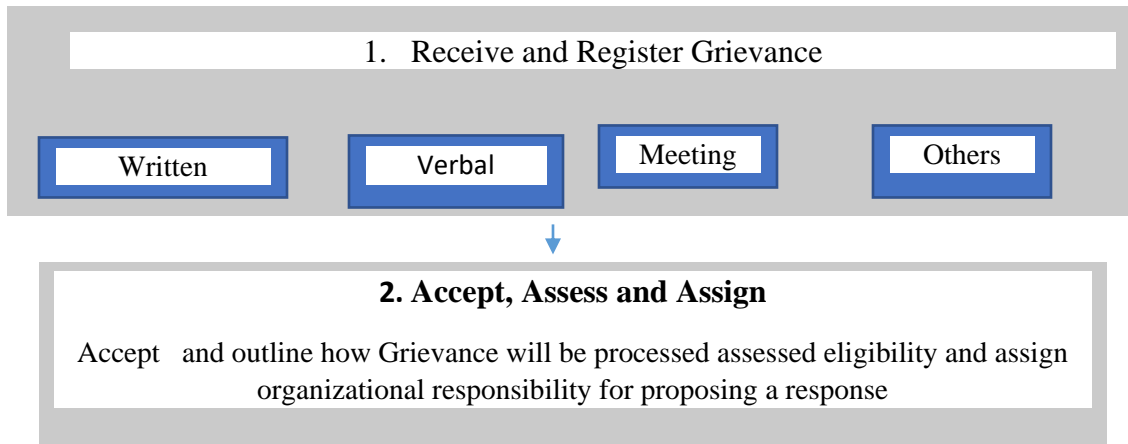 1. Receive and Register Grievance
Written
Verbal
Meeting
Others
2. Accept, Assess and Assign
Accept and outline how Grievance will be processed assessed eligibility and assign
organizational responsibility for proposing a response